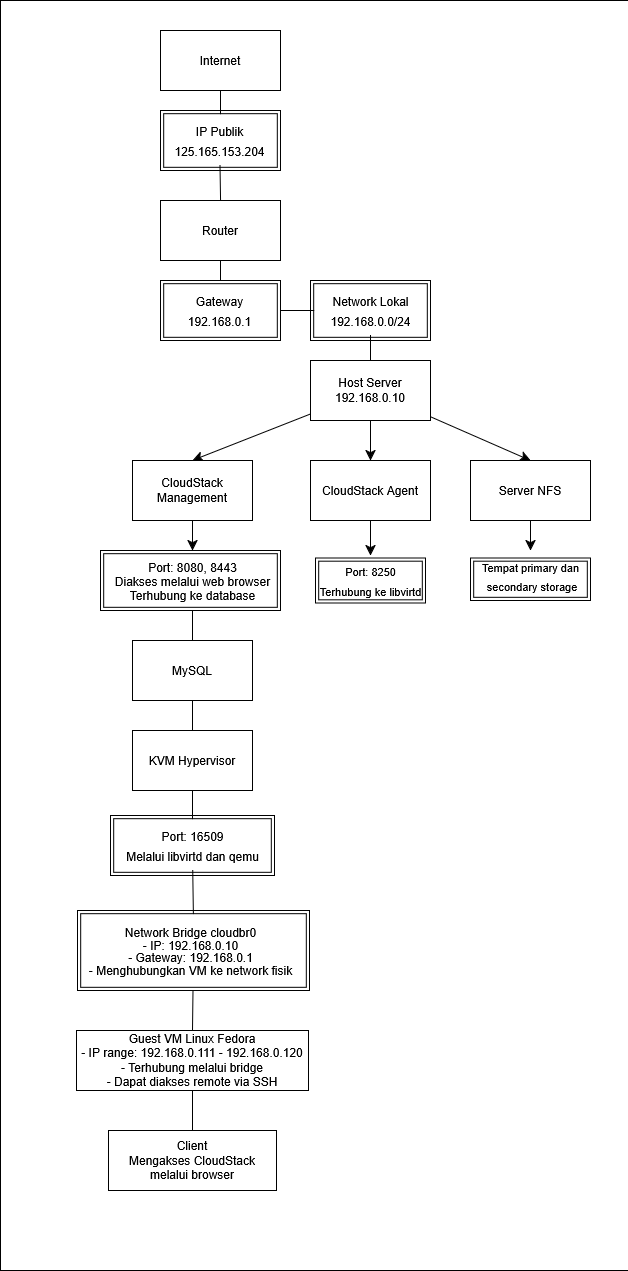 Internet
IP Publik
125.165.153.204
Router
Gateway
192.168.0.1
Network Lokal
192.168.0.0/24
Host Server
192.168.0.10
CloudStack
Management
CloudStack Agent
Server NFS
Port: 8080, 8443
Diakses melalui web browser
Terhubung ke database
Port: 8250
Terhubung ke libvirtd
Tempat primary dan
secondary storage
MySQL
KVM Hypervisor
Port: 16509
Melalui libvirtd dan qemu
Network Bridge cloudbr0
- IP: 192.168.0.10
- Gateway: 192.168.0.1
- Menghubungkan VM ke network fisik
Guest VM Linux Fedora
- IP range: 192.168.0.111 - 192.168.0.120
- Terhubung melalui bridge
- Dapat diakses remote via SSH
Client
Mengakses CloudStack
melalui browser